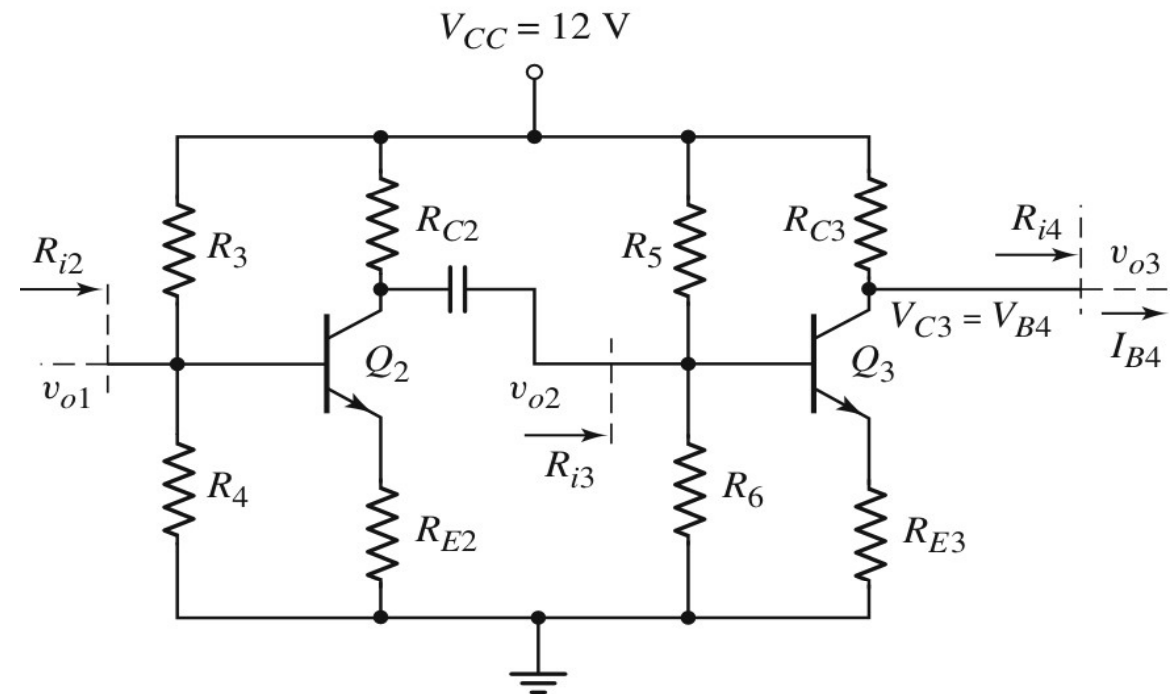 V_CC = 12 V
R_i2
R_3
R_C2
R_5
R_C3
R_i4
v_o3
V_C3 = V_B4
I_B4
v_o1
Q_2
v_o2
Q_3
R_i3
R_4
R_E2
R_6
R_E3